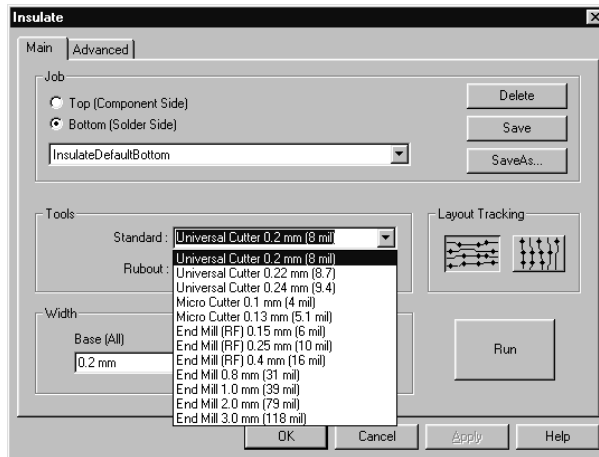 Insulate
Main
Advanced
Job
Top (Component Side)
Bottom (Solder Side)
InsulateDefaultBottom
Delete
Save
SaveAs...
Tools
Standard :
Universal Cutter 0.2 mm (8 mil)
Rubout :
Universal Cutter 0.2 mm (8 mil)
Universal Cutter 0.22 mm (8.7)
Universal Cutter 0.24 mm (9.4)
Micro Cutter 0.1 mm (4 mil)
Micro Cutter 0.13 mm (5.1 mil)
End Mill (RF) 0.15 mm (6 mil)
End Mill (RF) 0.25 mm (10 mil)
End Mill (RF) 0.4 mm (16 mil)
End Mill 0.8 mm (31 mil)
End Mill 1.0 mm (39 mil)
End Mill 2.0 mm (79 mil)
End Mill 3.0 mm (118 mil)
Layout Tracking
Width
Base (All)
0.2 mm
Run
OK
Cancel
Apply
Help